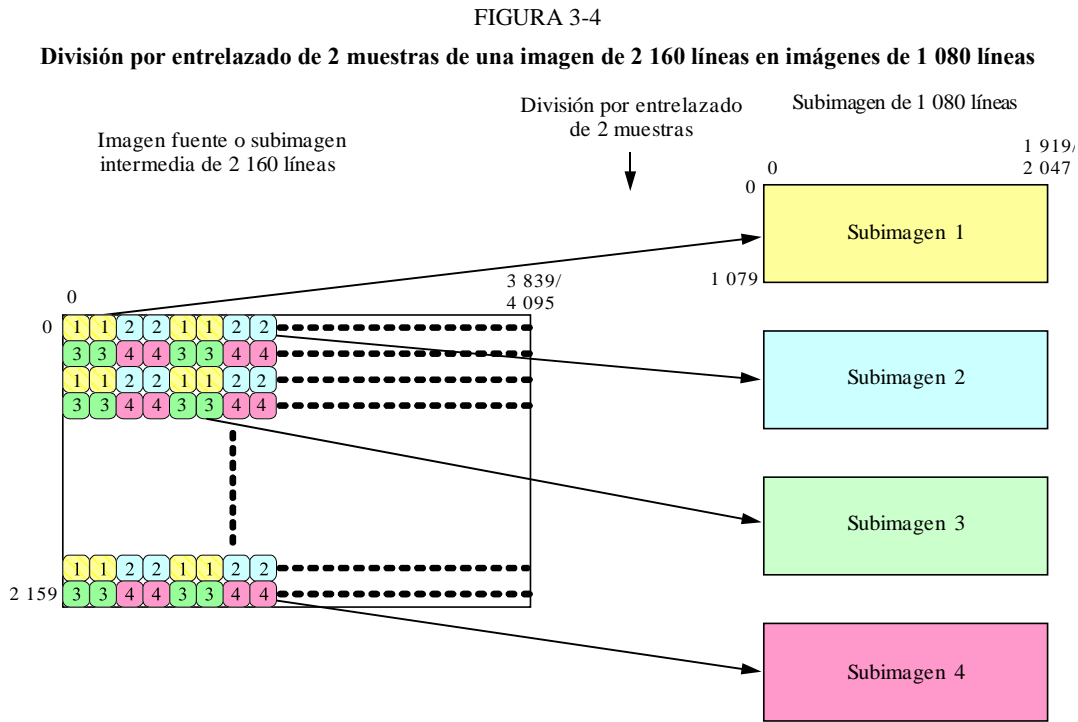 FIGURA 3-4
División por entrelazado de 2 muestras de una imagen de 2 160 líneas en imágenes de 1 080 líneas
Imagen fuente o subimagen
intermedia de 2 160 líneas
División por entrelazado
de 2 muestras
Subimagen de 1 080 líneas
0
1 919/
2 047
0
Subimagen 1
1 079
0
3 839/
4 095
0
1 1 2 2 1 1 2 2
3 3 4 4 3 3 4 4
1 1 2 2 1 1 2 2
3 3 4 4 3 3 4 4
Subimagen 2
Subimagen 3
1 1 2 2 1 1 2 2
2 159
3 3 4 4 3 3 4 4
Subimagen 4